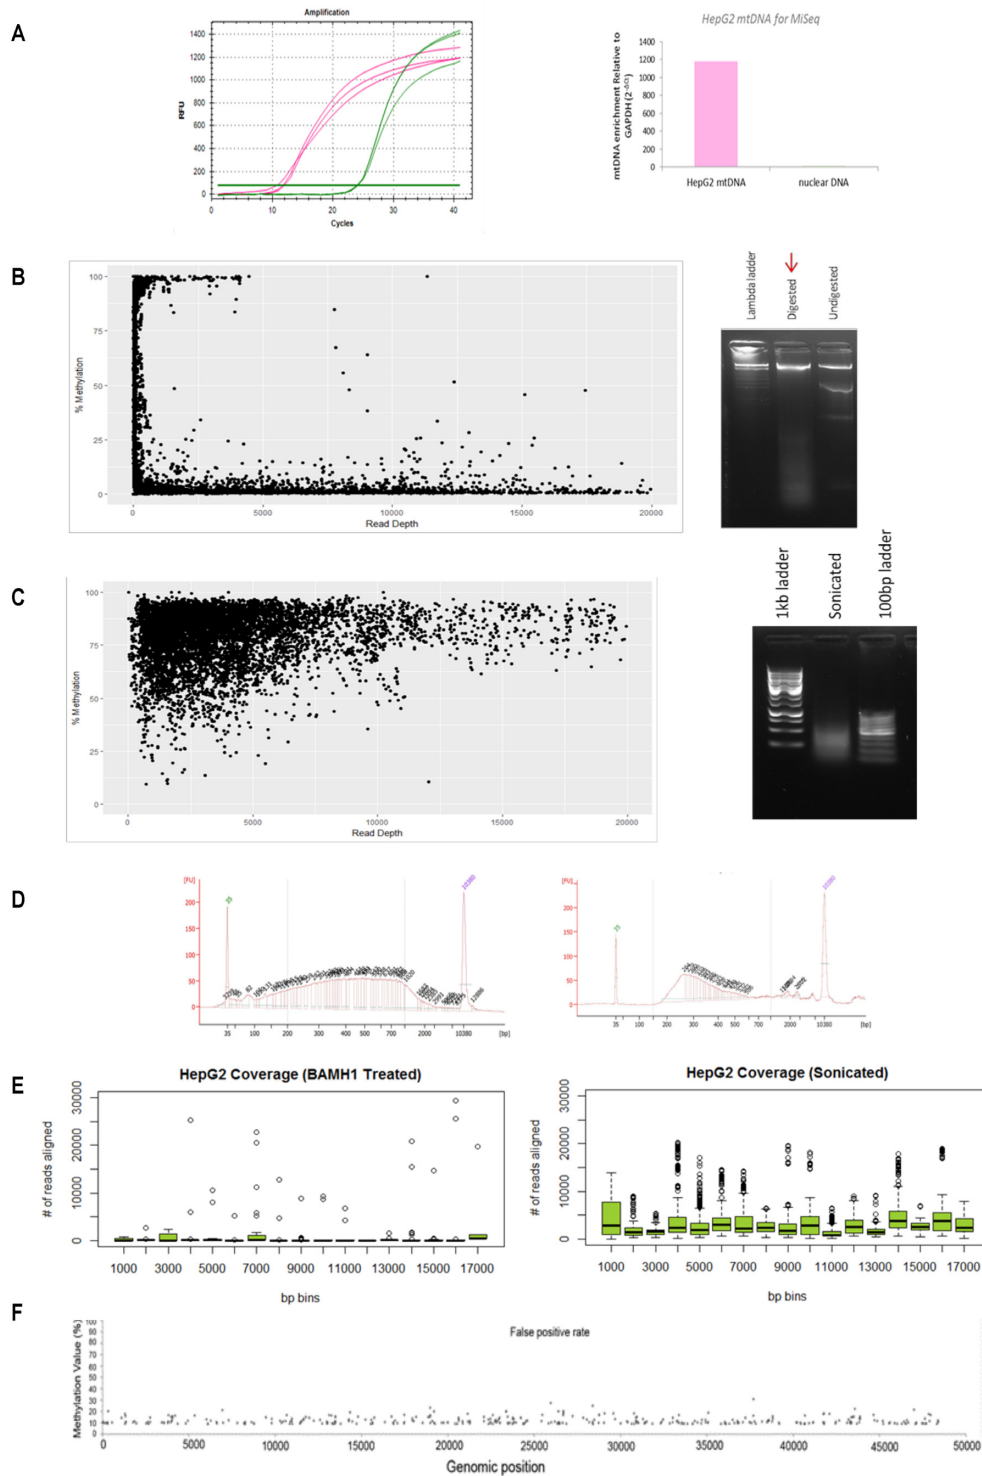 A
Amplification
1400
1200
1000
800
600
400
200
0
RFU
0
10
20
30
40
Cycles
HepG2 mtDNA for MiSeq
1200
1000
800
600
400
200
0
mtDNA enrichment Relative to
GAPDH (2^-ΔCt)
HepG2 mtDNA
nuclear DNA
B
100
75
50
25
0
% Methylation
0
5000
10000
15000
20000
Read Depth
Lambda ladder
Digested
Undigested
C
100
75
50
25
0
% Methylation
0
5000
10000
15000
20000
Read Depth
1kb ladder
Sonicated
100bp ladder
D
[FU]
200
150
100
50
0
35
10380
35 100 200 300 400 500 700 2000 10380 [bp]
[FU]
200
150
100
50
0
35
10380
35 100 200 300 400 500 700 2000 10380 [bp]
E
HepG2 Coverage (BAMH1 Treated)
30000
20000
10000
0
# of reads aligned
1000 3000 5000 7000 9000 11000 13000 15000 17000
bp bins
HepG2 Coverage (Sonicated)
30000
20000
10000
0
# of reads aligned
1000 3000 5000 7000 9000 11000 13000 15000 17000
bp bins
F
False positive rate
100
90
80
70
60
50
40
30
20
10
0
Methylation Value (%)
0 5000 10000 15000 20000 25000 30000 35000 40000 45000 50000
Genomic position